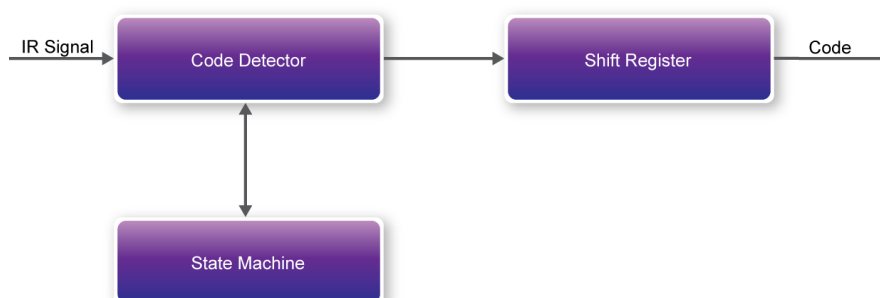 IR Signal
Code Detector
Shift Register
Code
State Machine